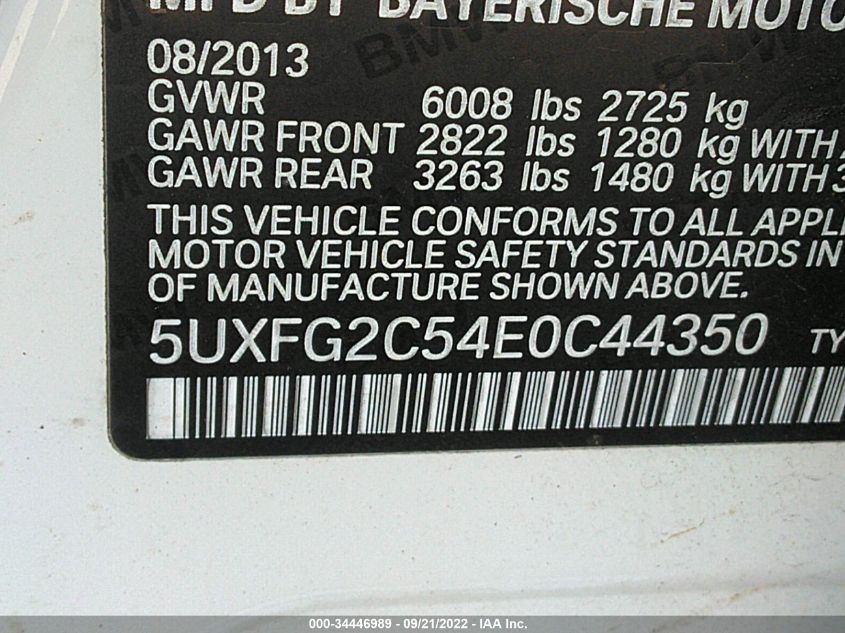 MFD BY BAYERISCHE MOTO
08/2013
GVWR 6008 lbs 2725 kg
GAWR FRONT 2822 lbs 1280 kg WITH
GAWR REAR 3263 lbs 1480 kg WITH 3
THIS VEHICLE CONFORMS TO ALL APPLI
MOTOR VEHICLE SAFETY STANDARDS IN
OF MANUFACTURE SHOWN ABOVE.
5UXFG2C54E0C44350 TY
000-34446989 - 09/21/2022 - IAA Inc.